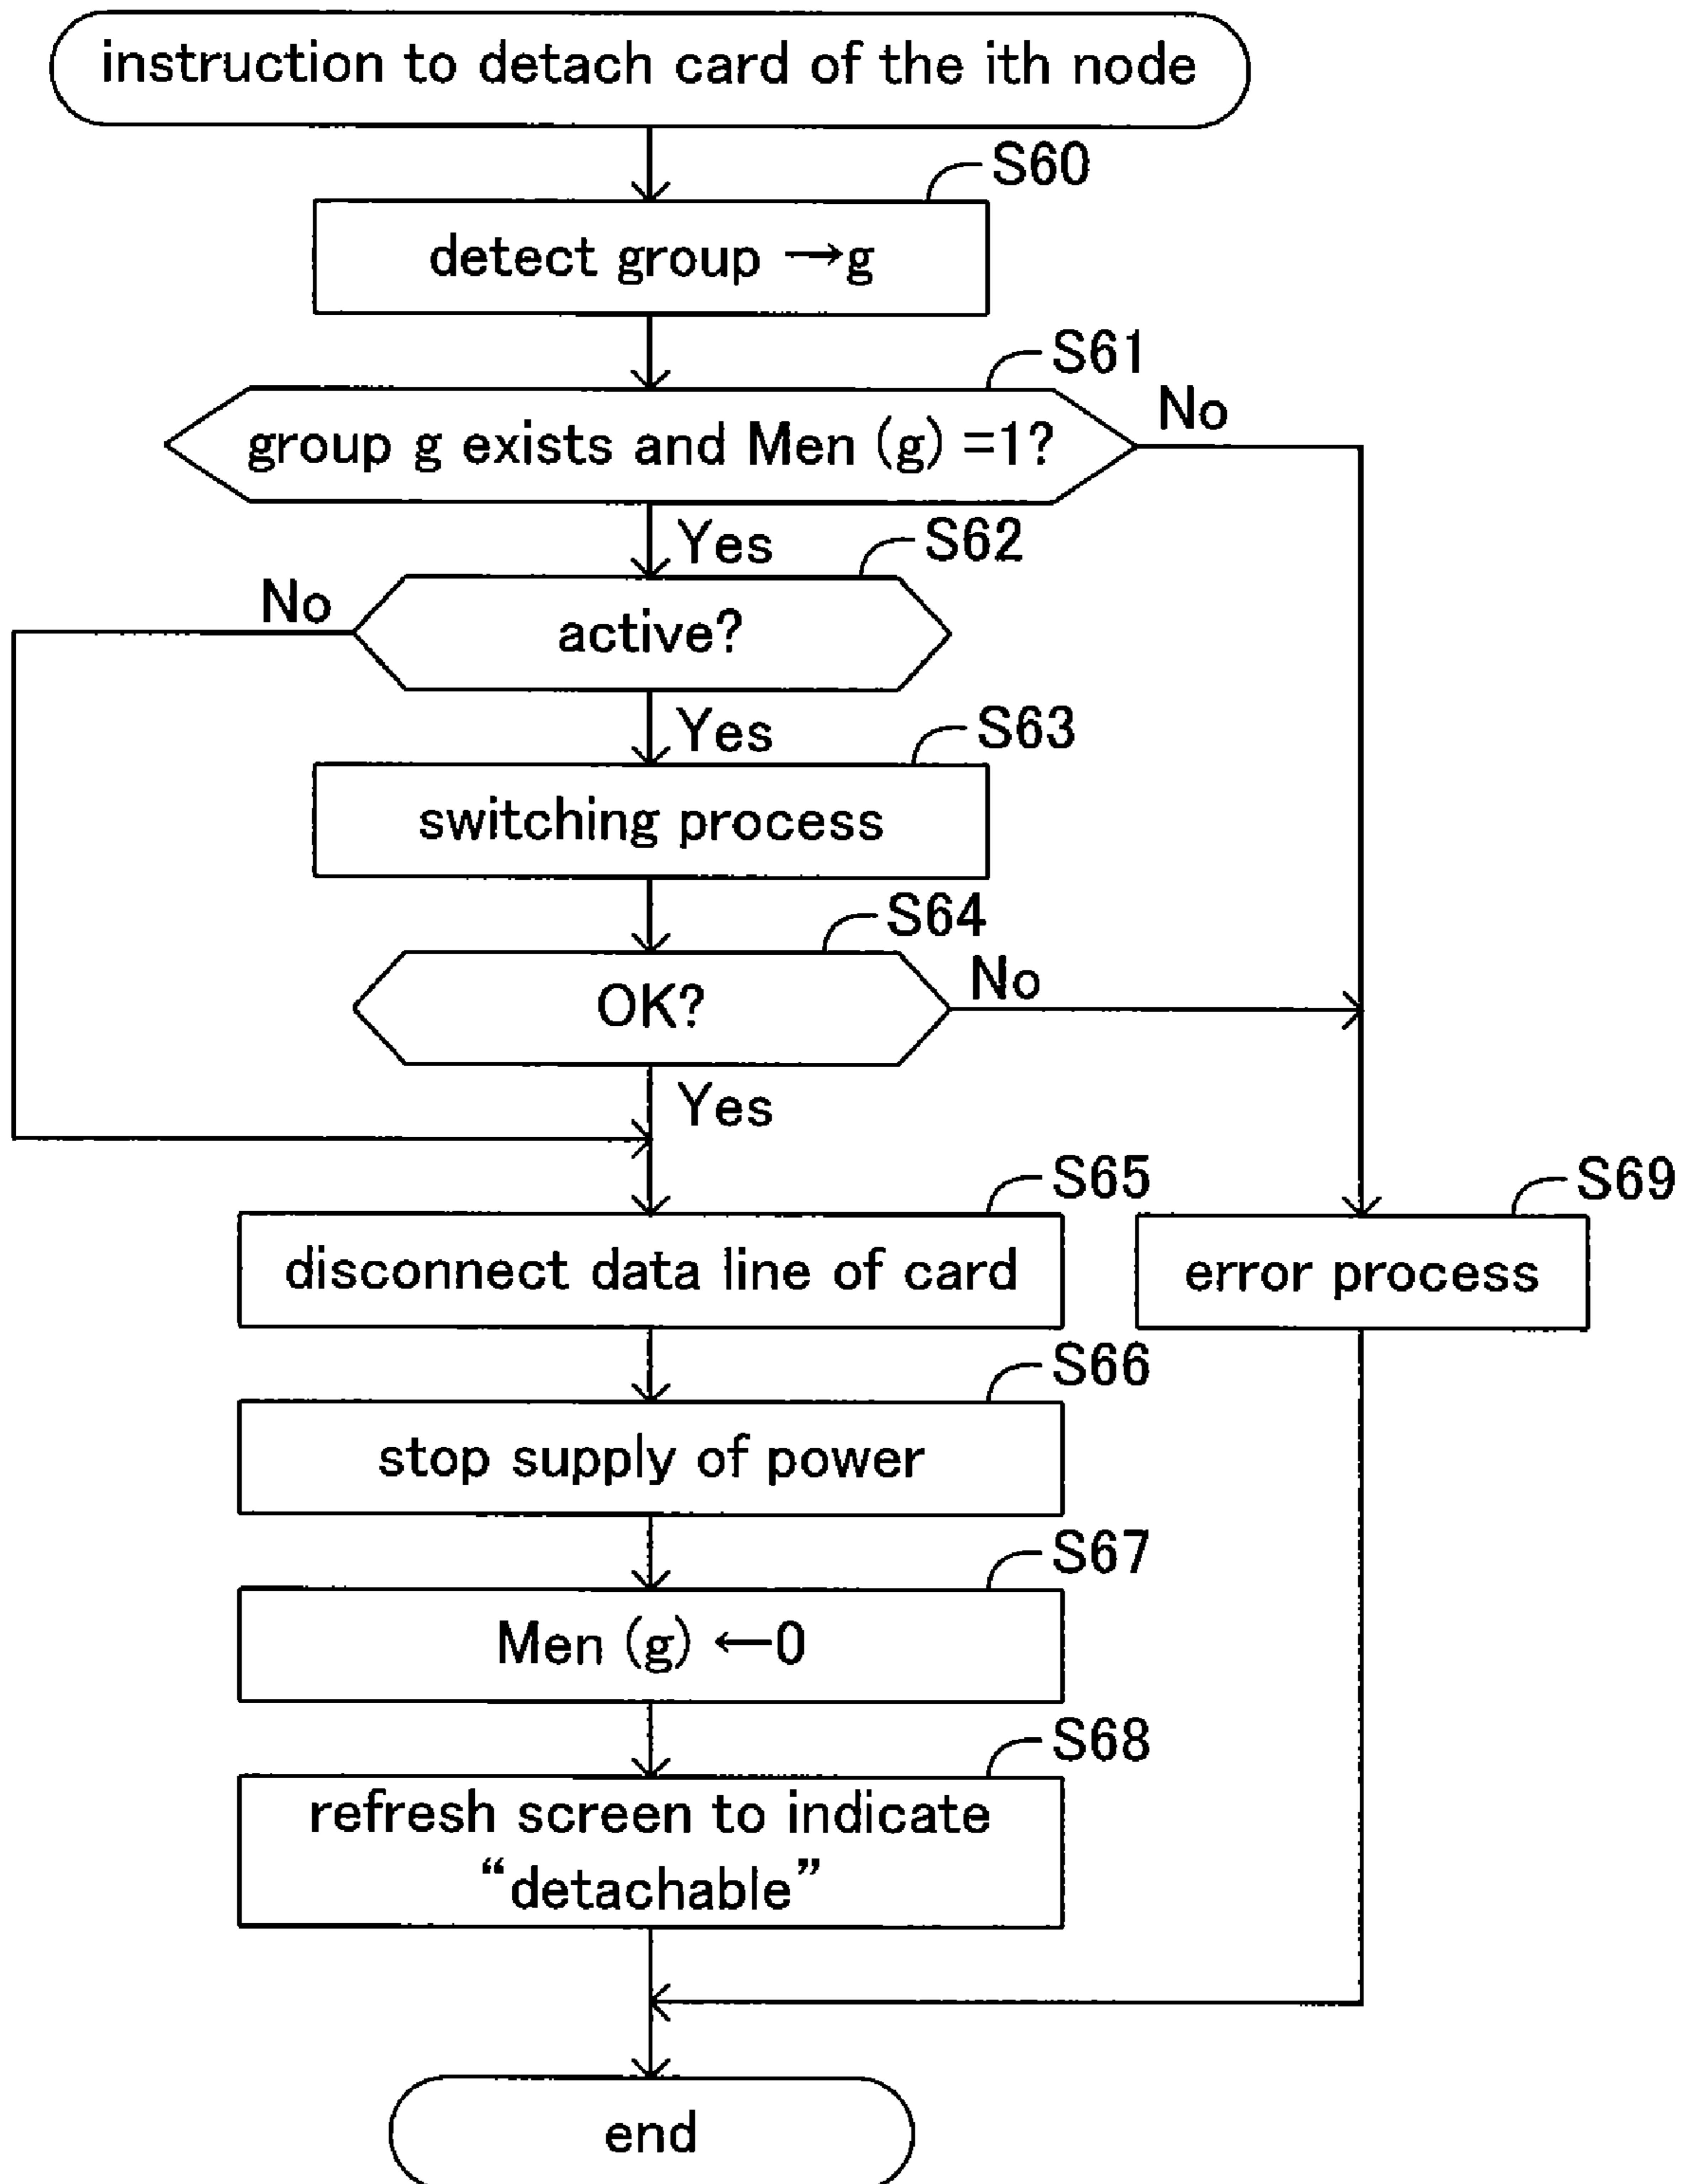 instruction to detach card of the ith node
S60
detect group →g
S61
group g exists and Men (g) =1?
No
Yes
S62
No
active?
Yes
S63
switching process
S64
OK?
No
Yes
S65
disconnect data line of card
S69
error process
S66
stop supply of power
S67
Men (g) ←0
S68
refresh screen to indicate
“detachable”
end